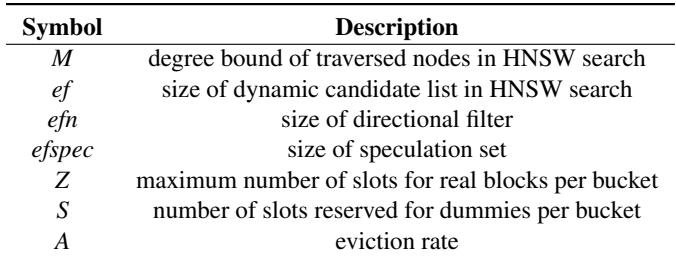 Symbol Description
M degree bound of traversed nodes in HNSW search
ef size of dynamic candidate list in HNSW search
efn size of directional filter
efspec size of speculation set
Z maximum number of slots for real blocks per bucket
S number of slots reserved for dummies per bucket
A eviction rate